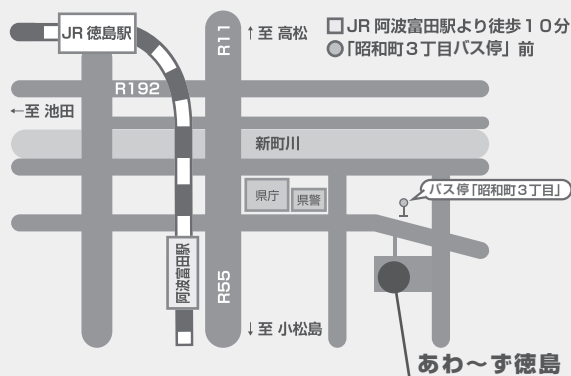 JR 徳島駅
R11
↑至 高松
JR 阿波富田駅より徒歩10分
「昭和町3丁目バス停」前
R192
←至 池田
新町川
県庁
県警
バス停「昭和町3丁目」
阿波富田駅
R55
↓至 小松島
あわ～ず徳島